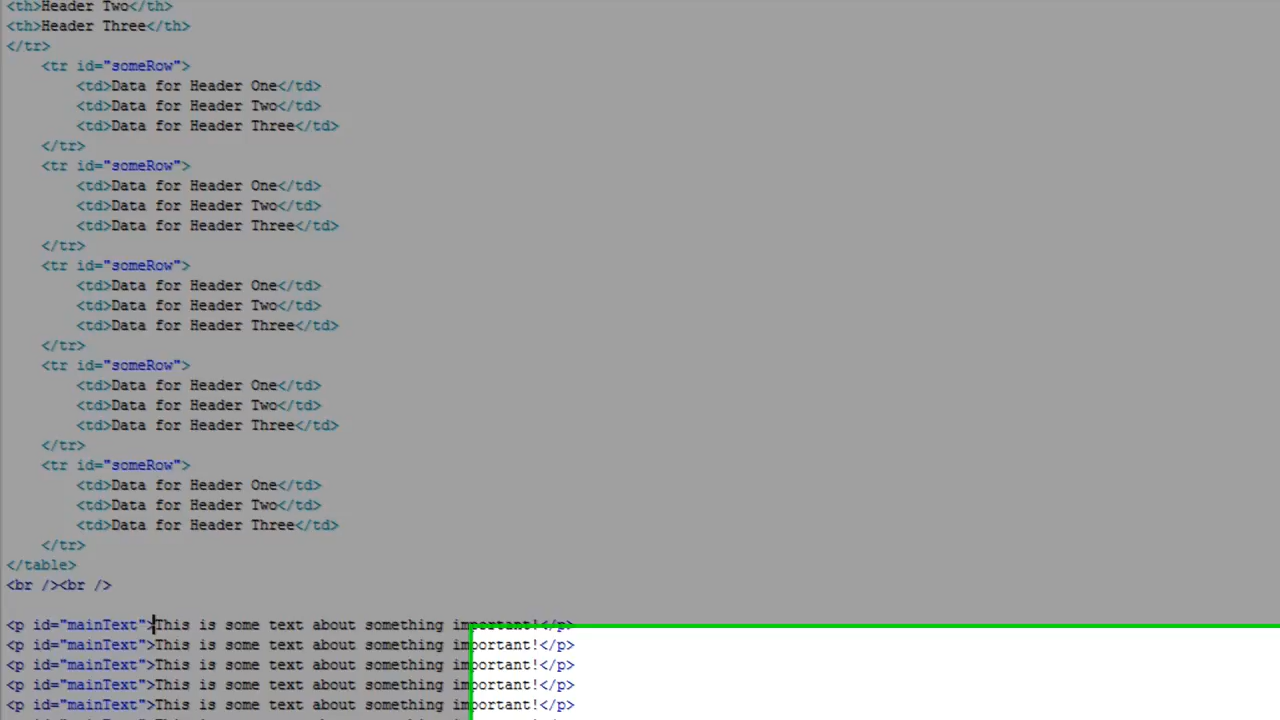 <th>Header Two</th>
<th>Header Three</th>
</tr>
<tr id="someRow">
<td>Data for Header One</td>
<td>Data for Header Two</td>
<td>Data for Header Three</td>
</tr>
<tr id="someRow">
<td>Data for Header One</td>
<td>Data for Header Two</td>
<td>Data for Header Three</td>
</tr>
<tr id="someRow">
<td>Data for Header One</td>
<td>Data for Header Two</td>
<td>Data for Header Three</td>
</tr>
<tr id="someRow">
<td>Data for Header One</td>
<td>Data for Header Two</td>
<td>Data for Header Three</td>
</tr>
<tr id="someRow">
<td>Data for Header One</td>
<td>Data for Header Two</td>
<td>Data for Header Three</td>
</tr>
</table>
<br /><br />
<p id="mainText">This is some text about something important!</p>
<p id="mainText">This is some text about something important!</p>
<p id="mainText">This is some text about something important!</p>
<p id="mainText">This is some text about something important!</p>
<p id="mainText">This is some text about something important!</p>